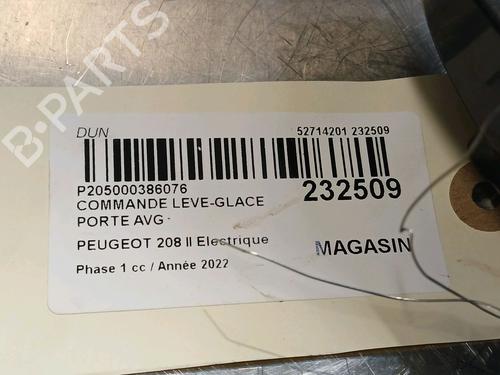 B-PARTS
DUN
52714201 232509
P205000386076
232509
COMMANDE LEVE-GLACE
PORTE AVG
PEUGEOT 208 II Electrique
MAGASIN
Phase 1 cc / Année 2022